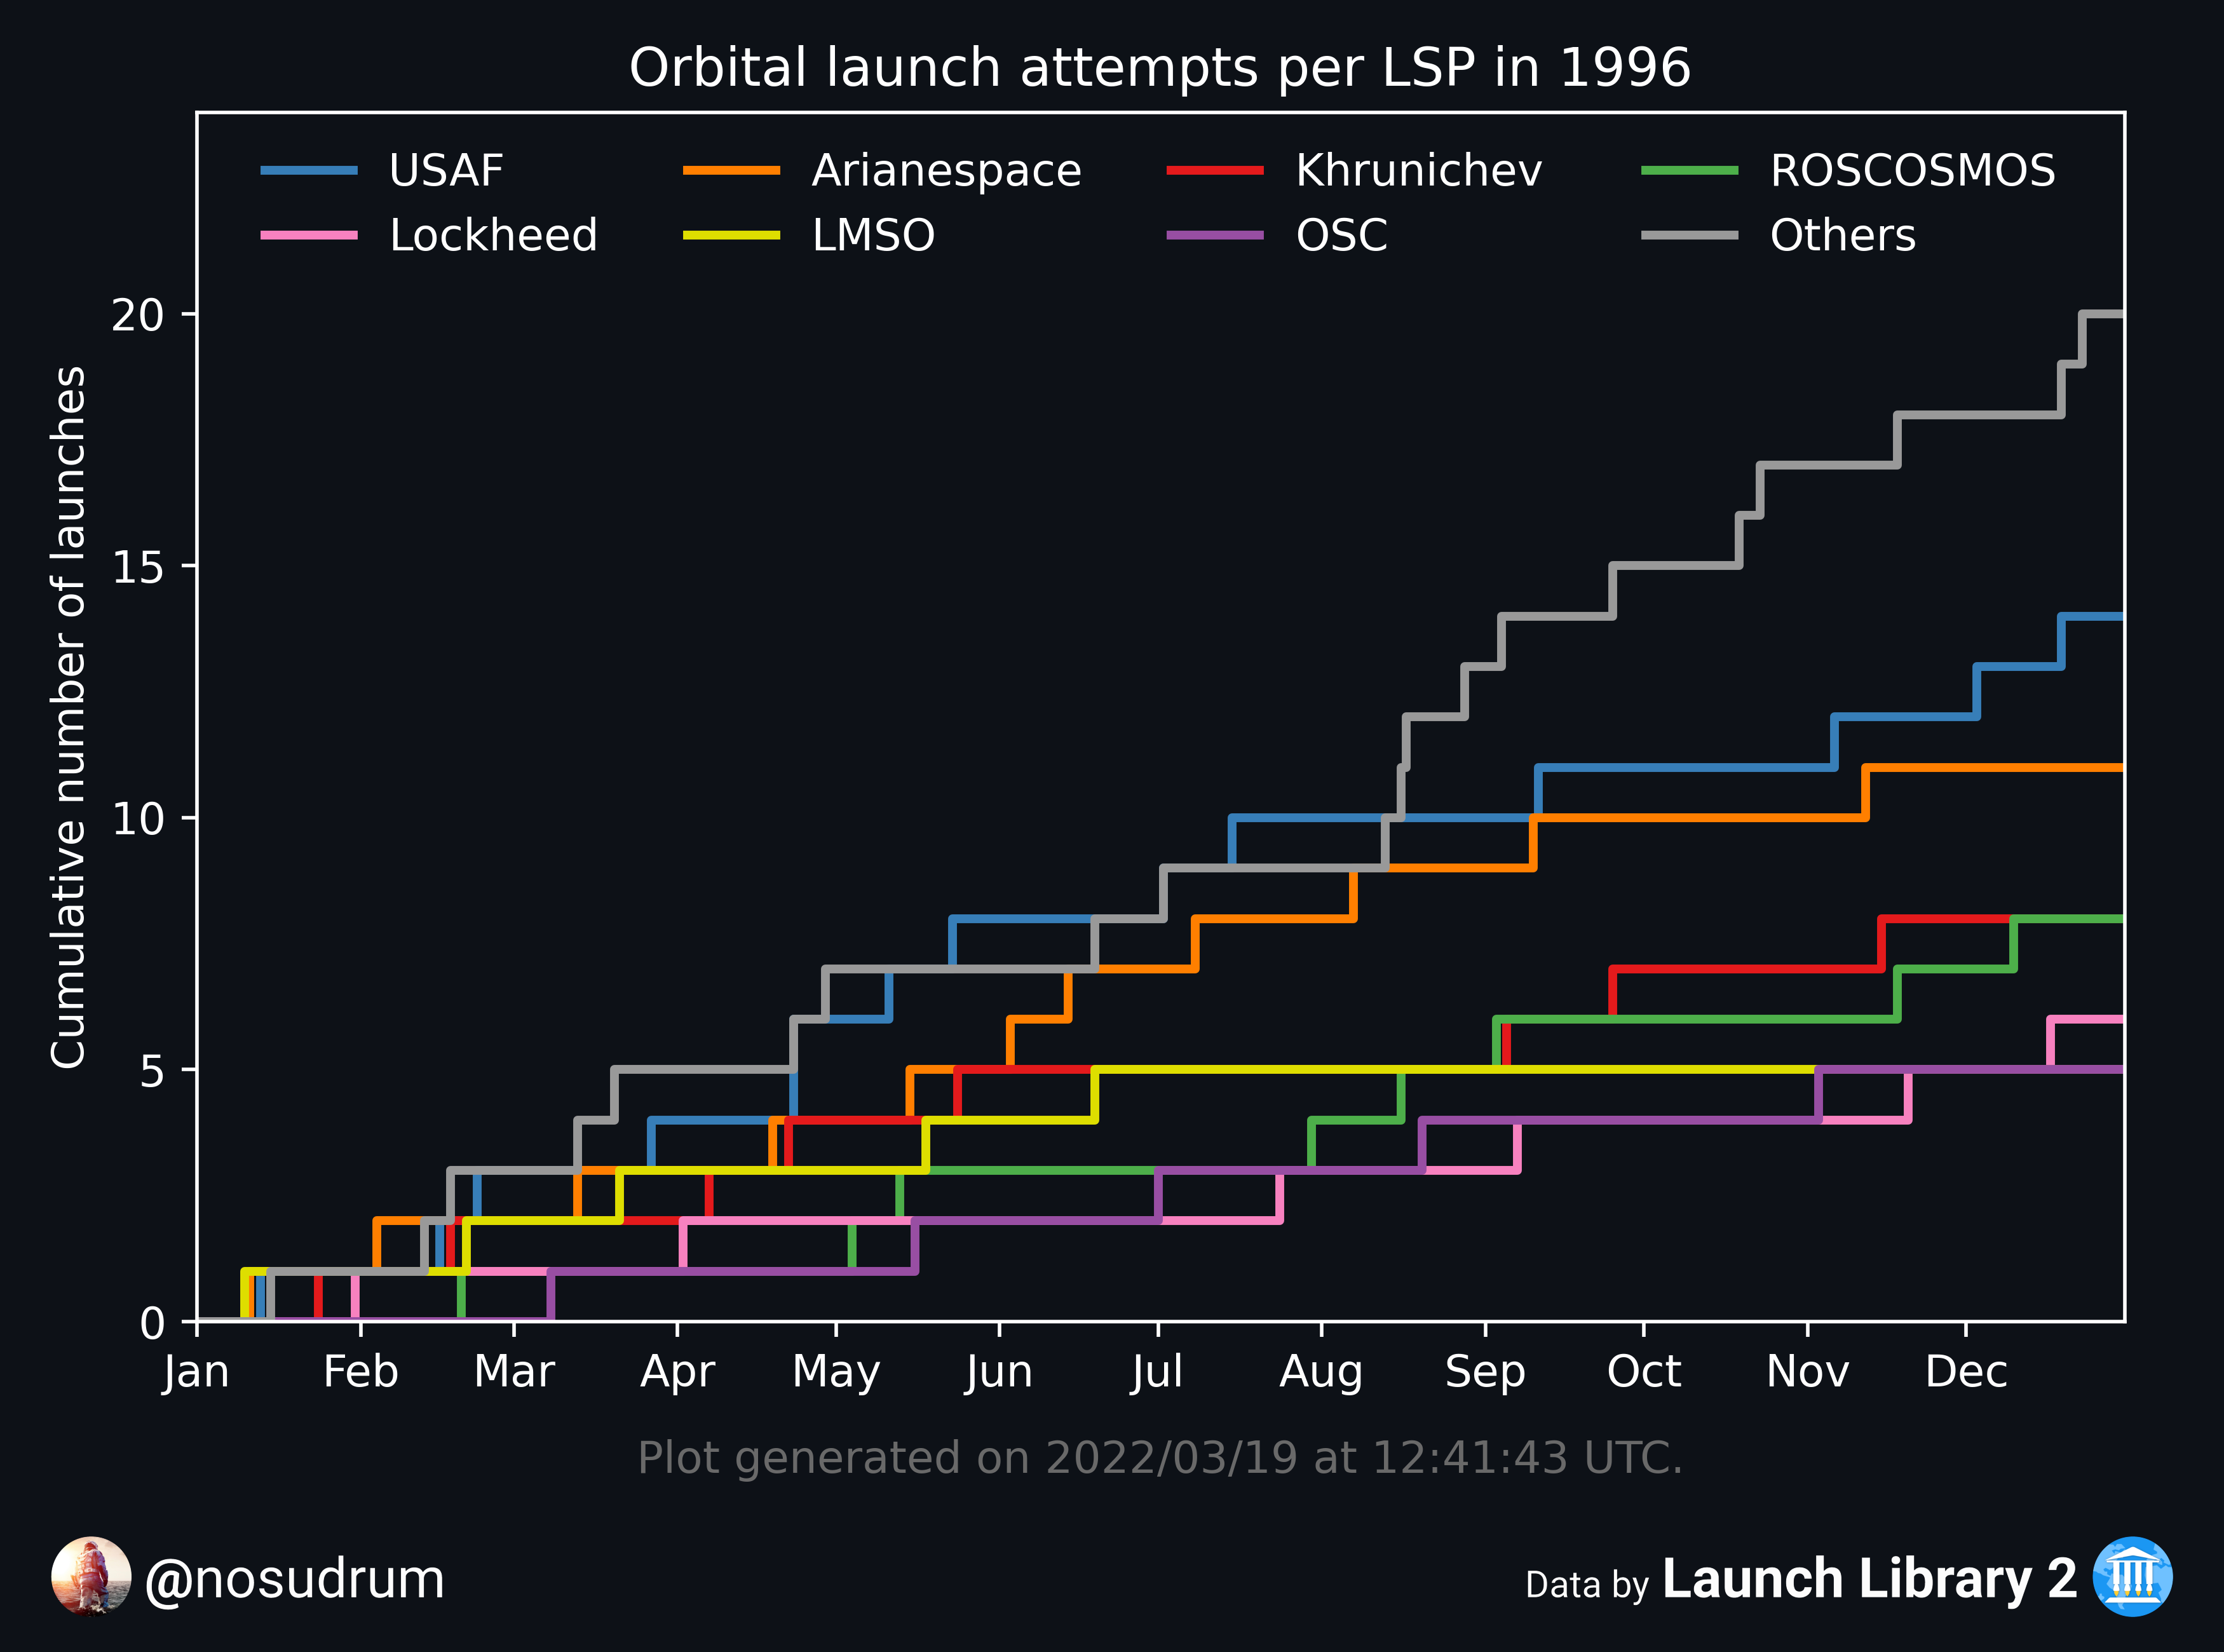 Orbital launch attempts per LSP in 1996
USAF Arianespace Khrunichev ROSCOSMOS
Lockheed LMSO OSC Others
Cumulative number of launches
20
15
10
5
0
Jan Feb Mar Apr May Jun Jul Aug Sep Oct Nov Dec
Plot generated on 2022/03/19 at 12:41:43 UTC.
@nosudrum
Data by Launch Library 2